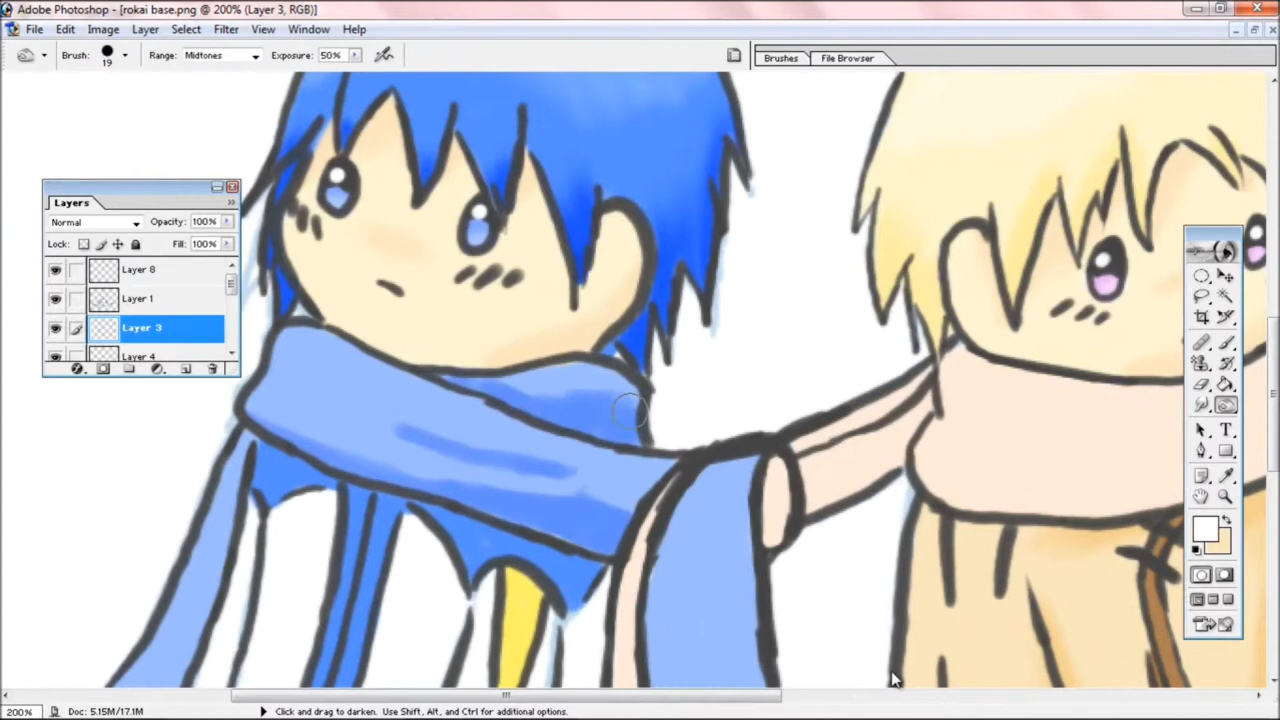 Adobe Photoshop - [rokai base.png @ 200% (Layer 3, RGB)]
File Edit Image Layer Select Filter View Window Help
Brush: 19 Range: Midtones Exposure: 50%
Brushes File Browser
Layers
Normal Opacity: 100%
Lock: Fill: 100%
Layer 8
Layer 1
Layer 3
Layer 4
200% Doc: 5.15M/17.1M Click and drag to darken. Use Shift, Alt, and Ctrl for additional options.